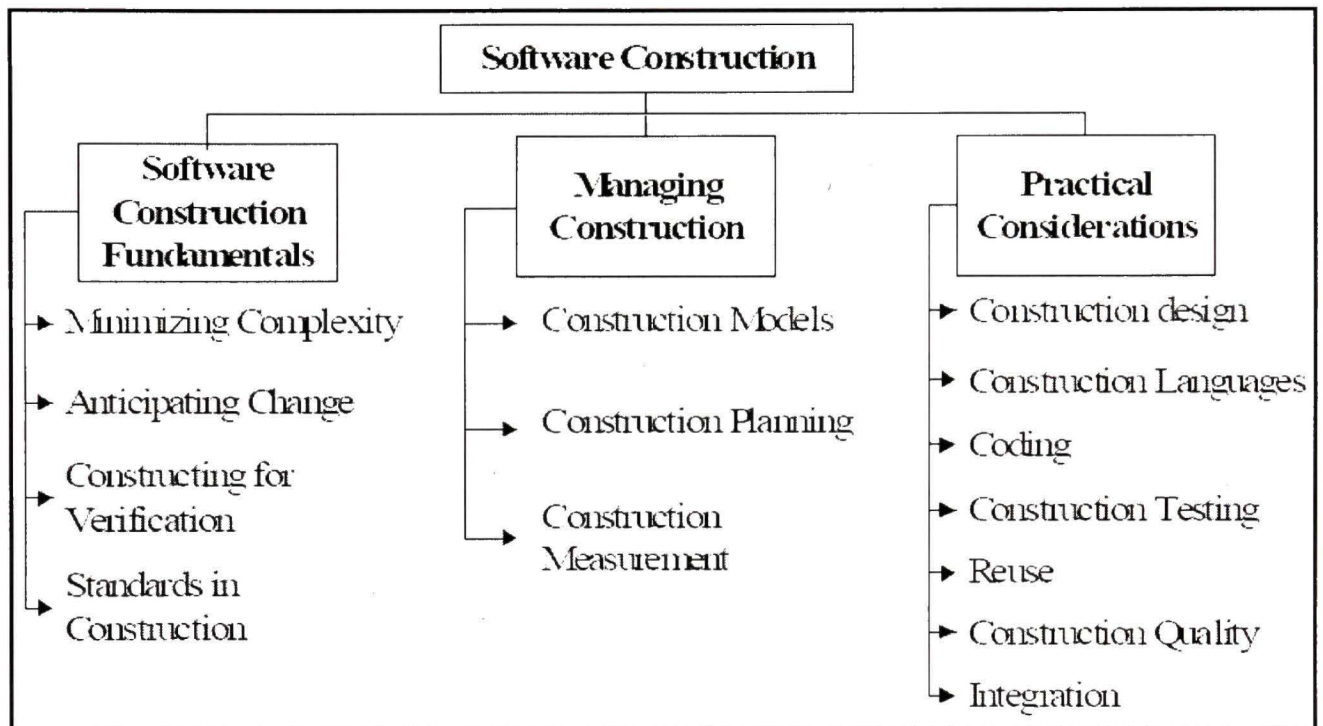 Software Construction
Software
Construction
Fundamentals
Minimizing Complexity
Anticipating Change
Constructing for
Verification
Standards in
Construction
Managing
Construction
Construction Models
Construction Planning
Construction
Measurement
Practical
Considerations
Construction design
Construction Languages
Coding
Construction Testing
Reuse
Construction Quality
Integration